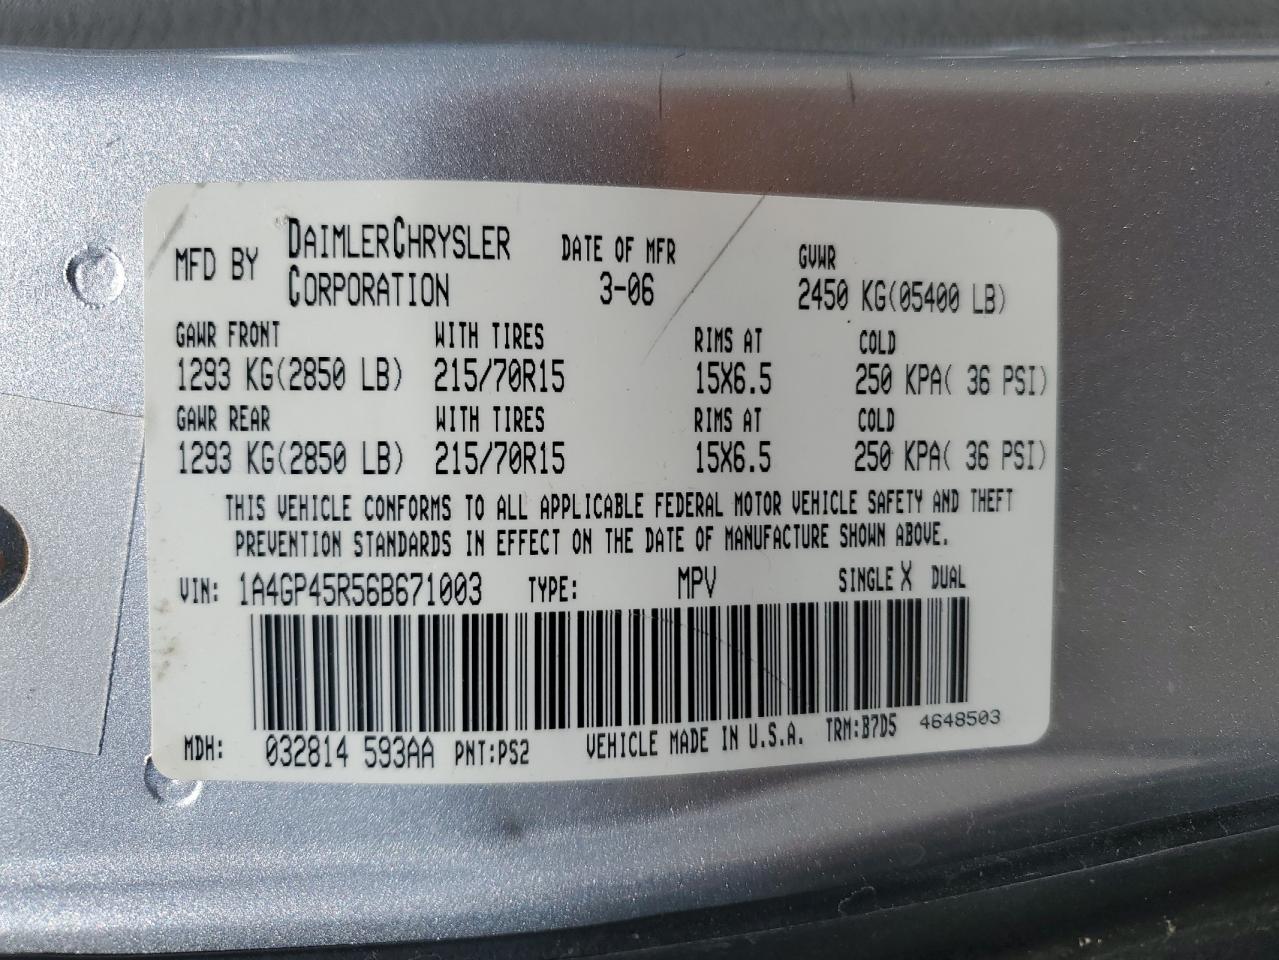 MFD BY DAIMLERCHRYSLER CORPORATION DATE OF MFR 3-06 GVWR 2450 KG(05400 LB)
GAWR FRONT WITH TIRES RIMS AT COLD
1293 KG(2850 LB) 215/70R15 15X6.5 250 KPA( 36 PSI)
GAWR REAR WITH TIRES RIMS AT COLD
1293 KG(2850 LB) 215/70R15 15X6.5 250 KPA( 36 PSI)
THIS VEHICLE CONFORMS TO ALL APPLICABLE FEDERAL MOTOR VEHICLE SAFETY AND THEFT
PREVENTION STANDARDS IN EFFECT ON THE DATE OF MANUFACTURE SHOWN ABOVE.
VIN: 1A4GP45R56B671003 TYPE: MPV SINGLE X DUAL
MDH: 032814 593AA PNT:PS2 VEHICLE MADE IN U.S.A. TRM:B7D5 4648503